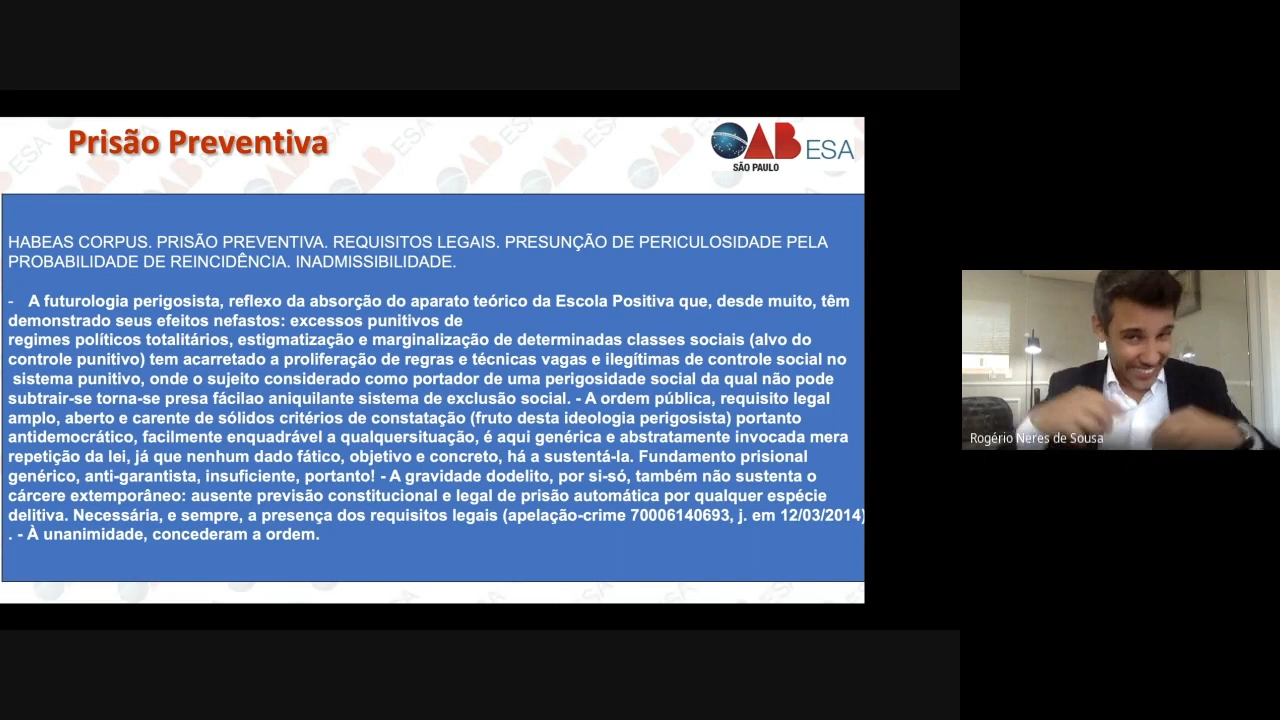 Prisão Preventiva
OAB ESA
SÃO PAULO
HABEAS CORPUS. PRISÃO PREVENTIVA. REQUISITOS LEGAIS. PRESUNÇÃO DE PERICULOSIDADE PELA
PROBABILIDADE DE REINCIDÊNCIA. INADMISSIBILIDADE.
- A futurologia perigosista, reflexo da absorção do aparato teórico da Escola Positiva que, desde muito, têm
demonstrado seus efeitos nefastos: excessos punitivos de
regimes políticos totalitários, estigmatização e marginalização de determinadas classes sociais (alvo do
controle punitivo) tem acarretado a proliferação de regras e técnicas vagas e ilegítimas de controle social no
sistema punitivo, onde o sujeito considerado como portador de uma perigosidade social da qual não pode
subtrair-se torna-se presa fácilao aniquilante sistema de exclusão social. - A ordem pública, requisito legal
amplo, aberto e carente de sólidos critérios de constatação (fruto desta ideologia perigosista) portanto
antidemocrático, facilmente enquadrável a qualquersituação, é aqui genérica e abstratamente invocada mera
repetição da lei, já que nenhum dado fático, objetivo e concreto, há a sustentá-la. Fundamento prisional
genérico, anti-garantista, insuficiente, portanto! - A gravidade dodelito, por si-só, também não sustenta o
cárcere extemporâneo: ausente previsão constitucional e legal de prisão automática por qualquer espécie
delitiva. Necessária, e sempre, a presença dos requisitos legais (apelação-crime 70006140693, j. em 12/03/2014)
. - À unanimidade, concederam a ordem.
Rogério Neres de Sousa